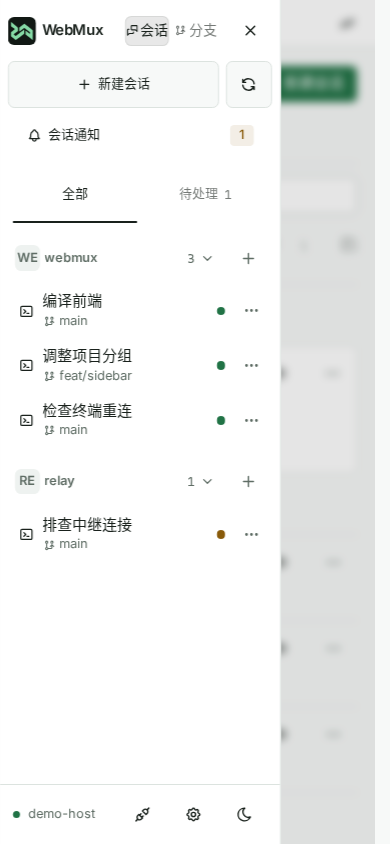 WebMux 会话 分支
新建会话
会话通知 1
全部 待处理 1
WE webmux 3
编译前端
main
调整项目分组
feat/sidebar
检查终端重连
main
RE relay 1
排查中继连接
main
demo-host